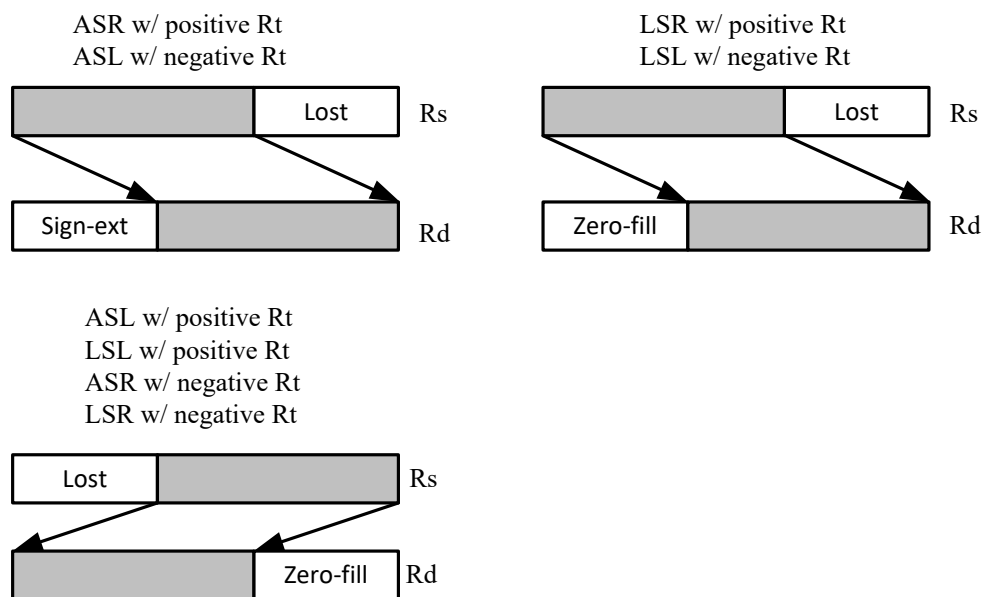 ASR w/ positive Rt
ASL w/ negative Rt
Lost
Rs
Sign-ext
Rd
LSR w/ positive Rt
LSL w/ negative Rt
Lost
Rs
Zero-fill
Rd
ASL w/ positive Rt
LSL w/ positive Rt
ASR w/ negative Rt
LSR w/ negative Rt
Lost
Rs
Zero-fill
Rd